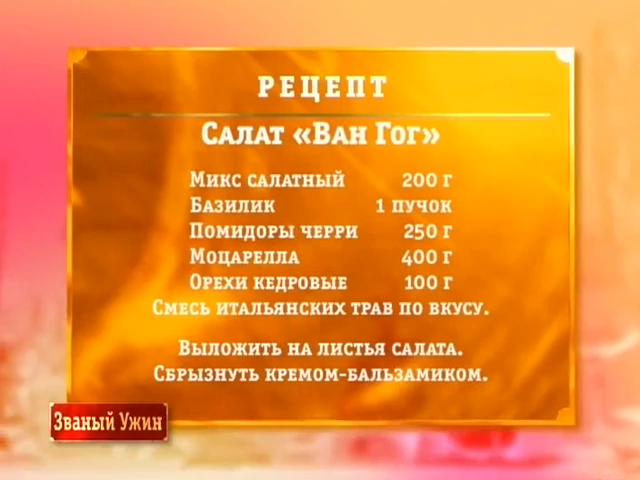 Рецепт
Салат «Ван Гог»
Микс салатный 200 г
Базилик 1 пучок
Помидоры черри 250 г
Моцарелла 400 г
Орехи кедровые 100 г
Смесь итальянских трав по вкусу.
Выложить на листья салата.
Сбрызнуть кремом-бальзамиком.
Званый Ужин